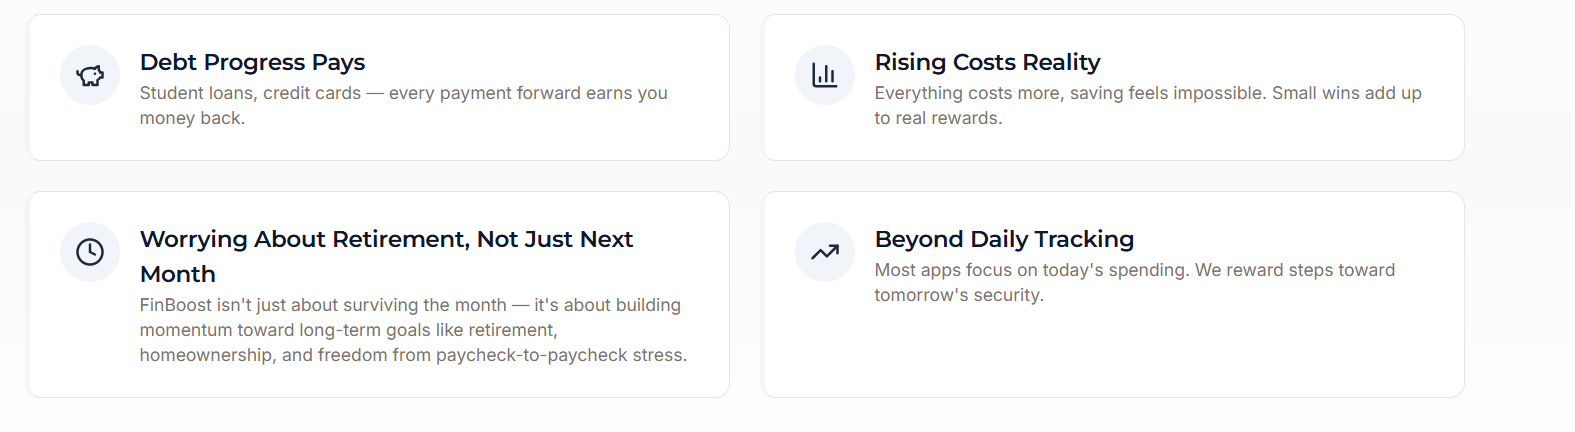 Debt Progress Pays
Student loans, credit cards — every payment forward earns you
money back.
Rising Costs Reality
Everything costs more, saving feels impossible. Small wins add up
to real rewards.
Worrying About Retirement, Not Just Next
Month
FinBoost isn't just about surviving the month — it's about building
momentum toward long-term goals like retirement,
homeownership, and freedom from paycheck-to-paycheck stress.
Beyond Daily Tracking
Most apps focus on today's spending. We reward steps toward
tomorrow's security.